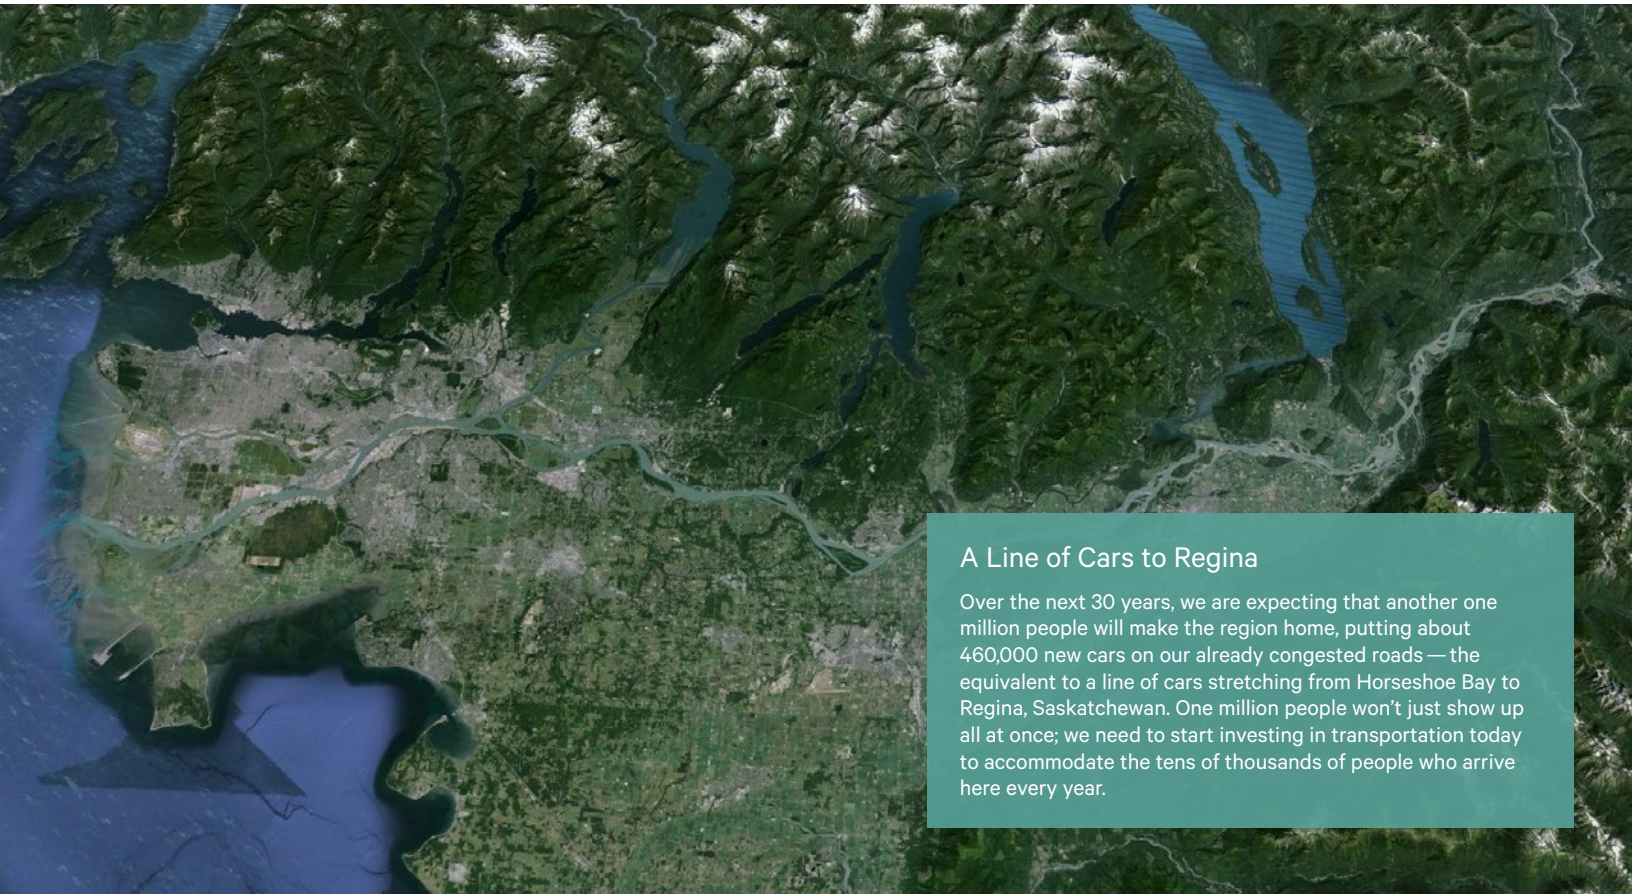 A Line of Cars to Regina
Over the next 30 years, we are expecting that another one
million people will make the region home, putting about
460,000 new cars on our already congested roads — the
equivalent to a line of cars stretching from Horseshoe Bay to
Regina, Saskatchewan. One million people won’t just show up
all at once; we need to start investing in transportation today
to accommodate the tens of thousands of people who arrive
here every year.